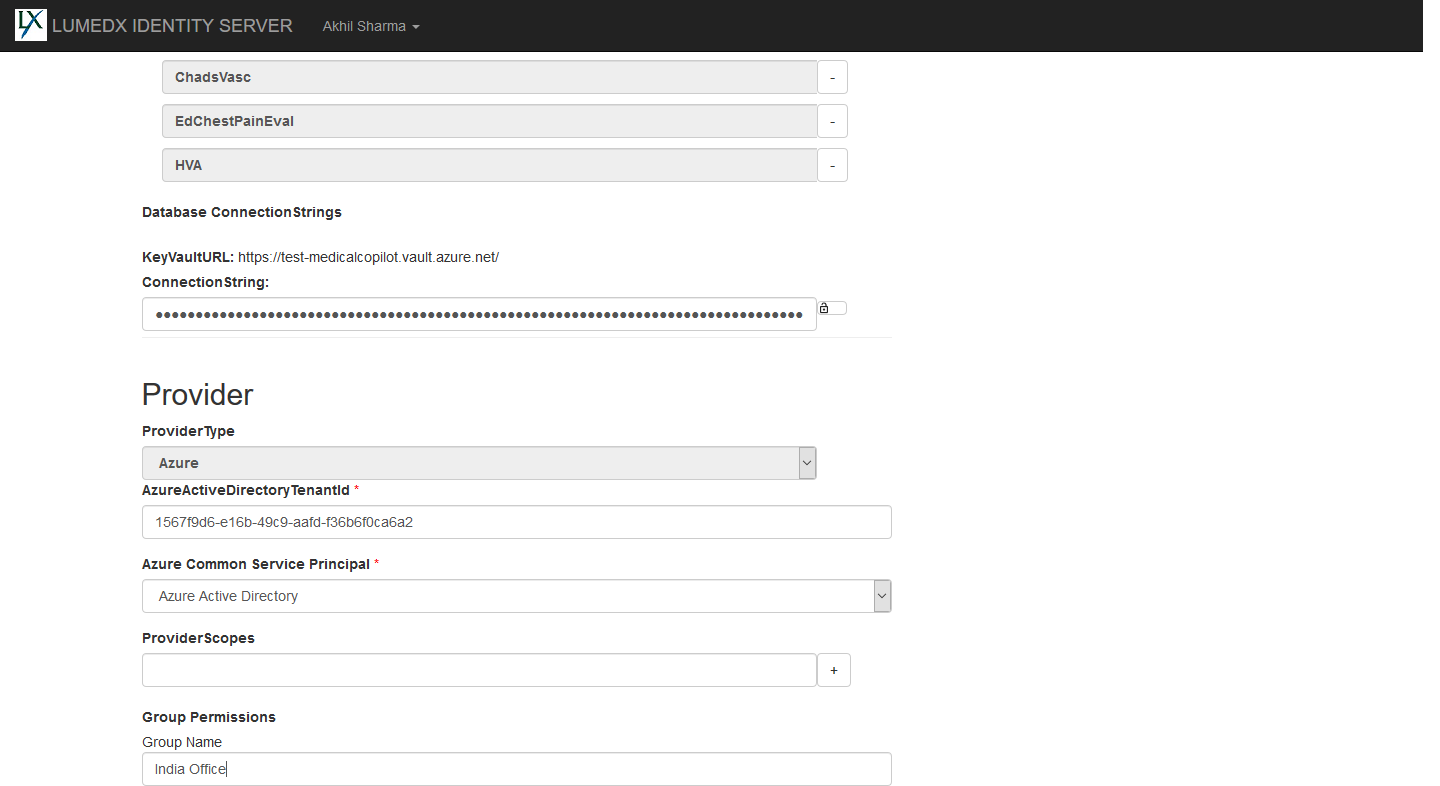 LX LUMEDX IDENTITY SERVER Akhil Sharma
ChadsVasc -
EdChestPainEval -
HVA -
Database ConnectionStrings
KeyVaultURL: https://test-medicalcopilot.vault.azure.net/
ConnectionString:
Provider
ProviderType
Azure
AzureActiveDirectoryTenantId *
1567f9d6-e16b-49c9-aafd-f36b6f0ca6a2
Azure Common Service Principal *
Azure Active Directory
ProviderScopes
+
Group Permissions
Group Name
India Office